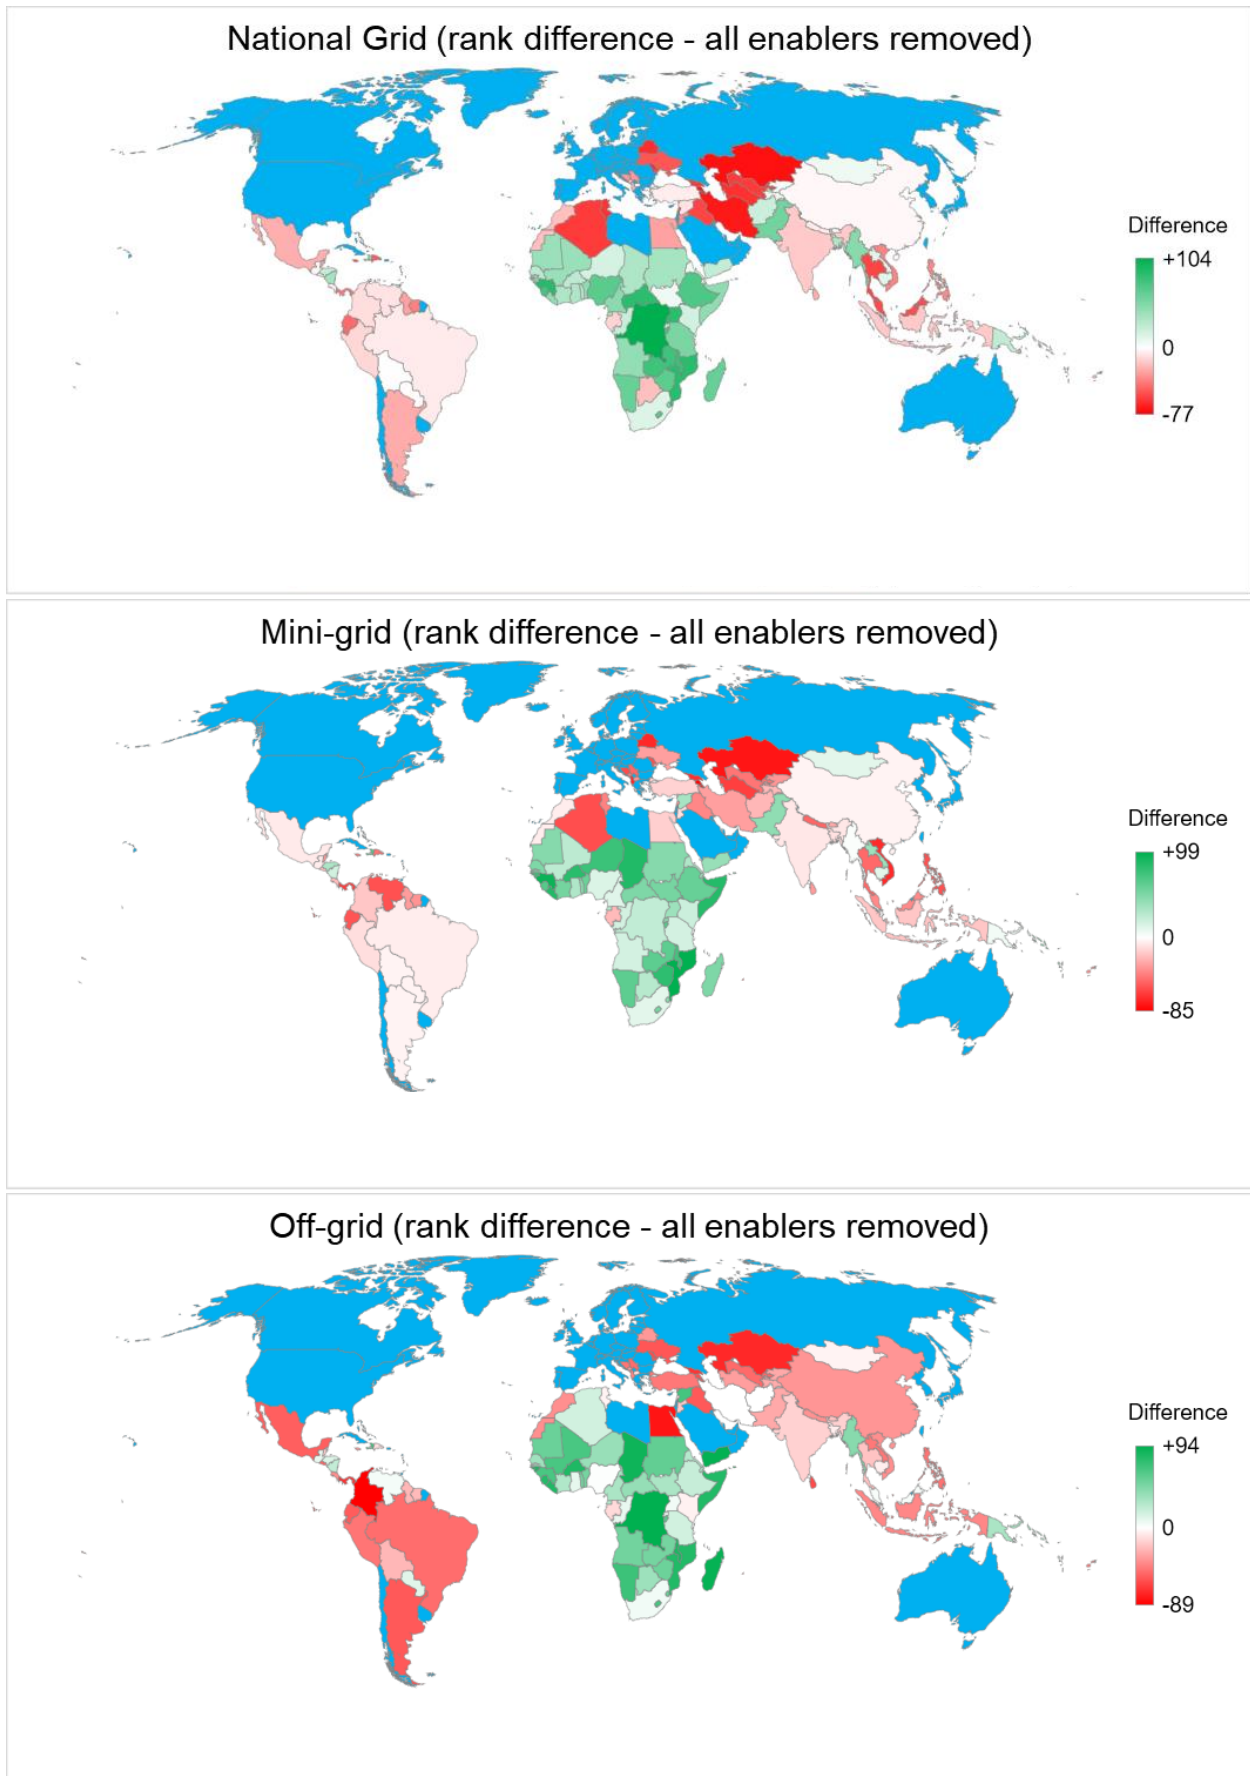 National Grid (rank difference - all enablers removed)
Difference
+104
0
-77
Mini-grid (rank difference - all enablers removed)
Difference
+99
0
-85
Off-grid (rank difference - all enablers removed)
Difference
+94
0
-89